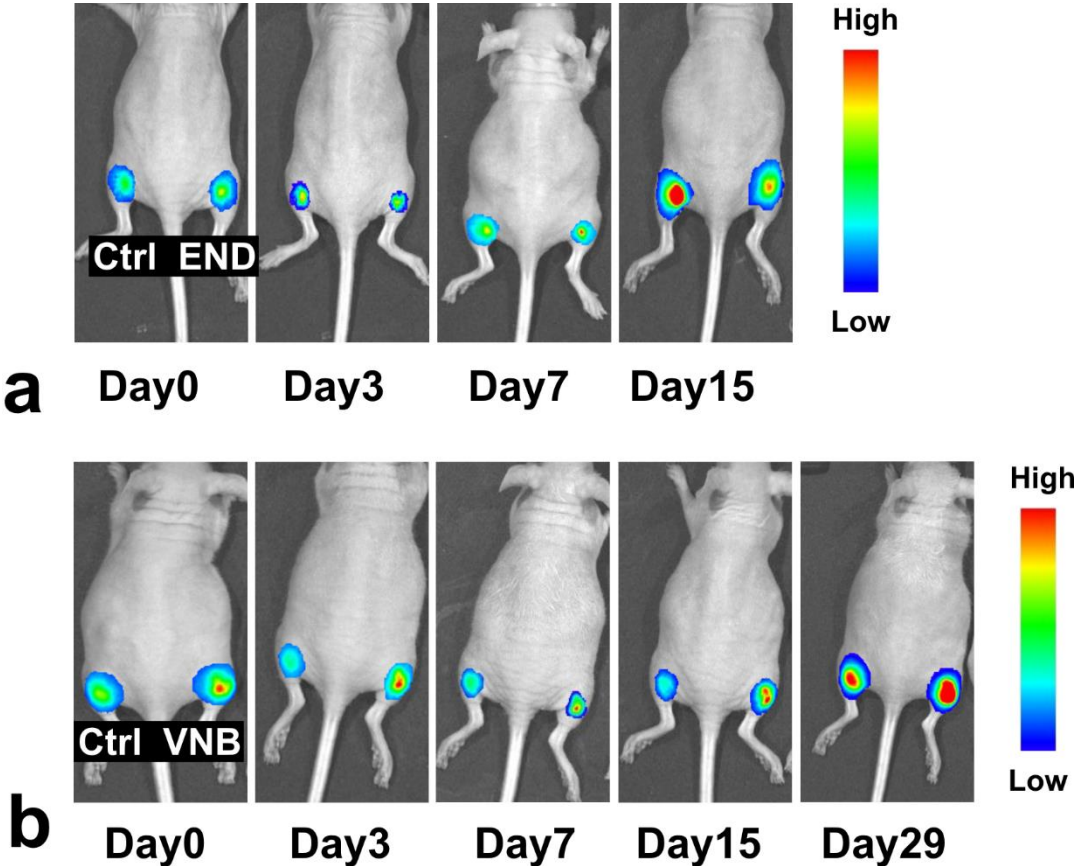 High
Low
Ctrl END
a
Day0 Day3 Day7 Day15
High
Low
Ctrl VNB
b
Day0 Day3 Day7 Day15 Day29